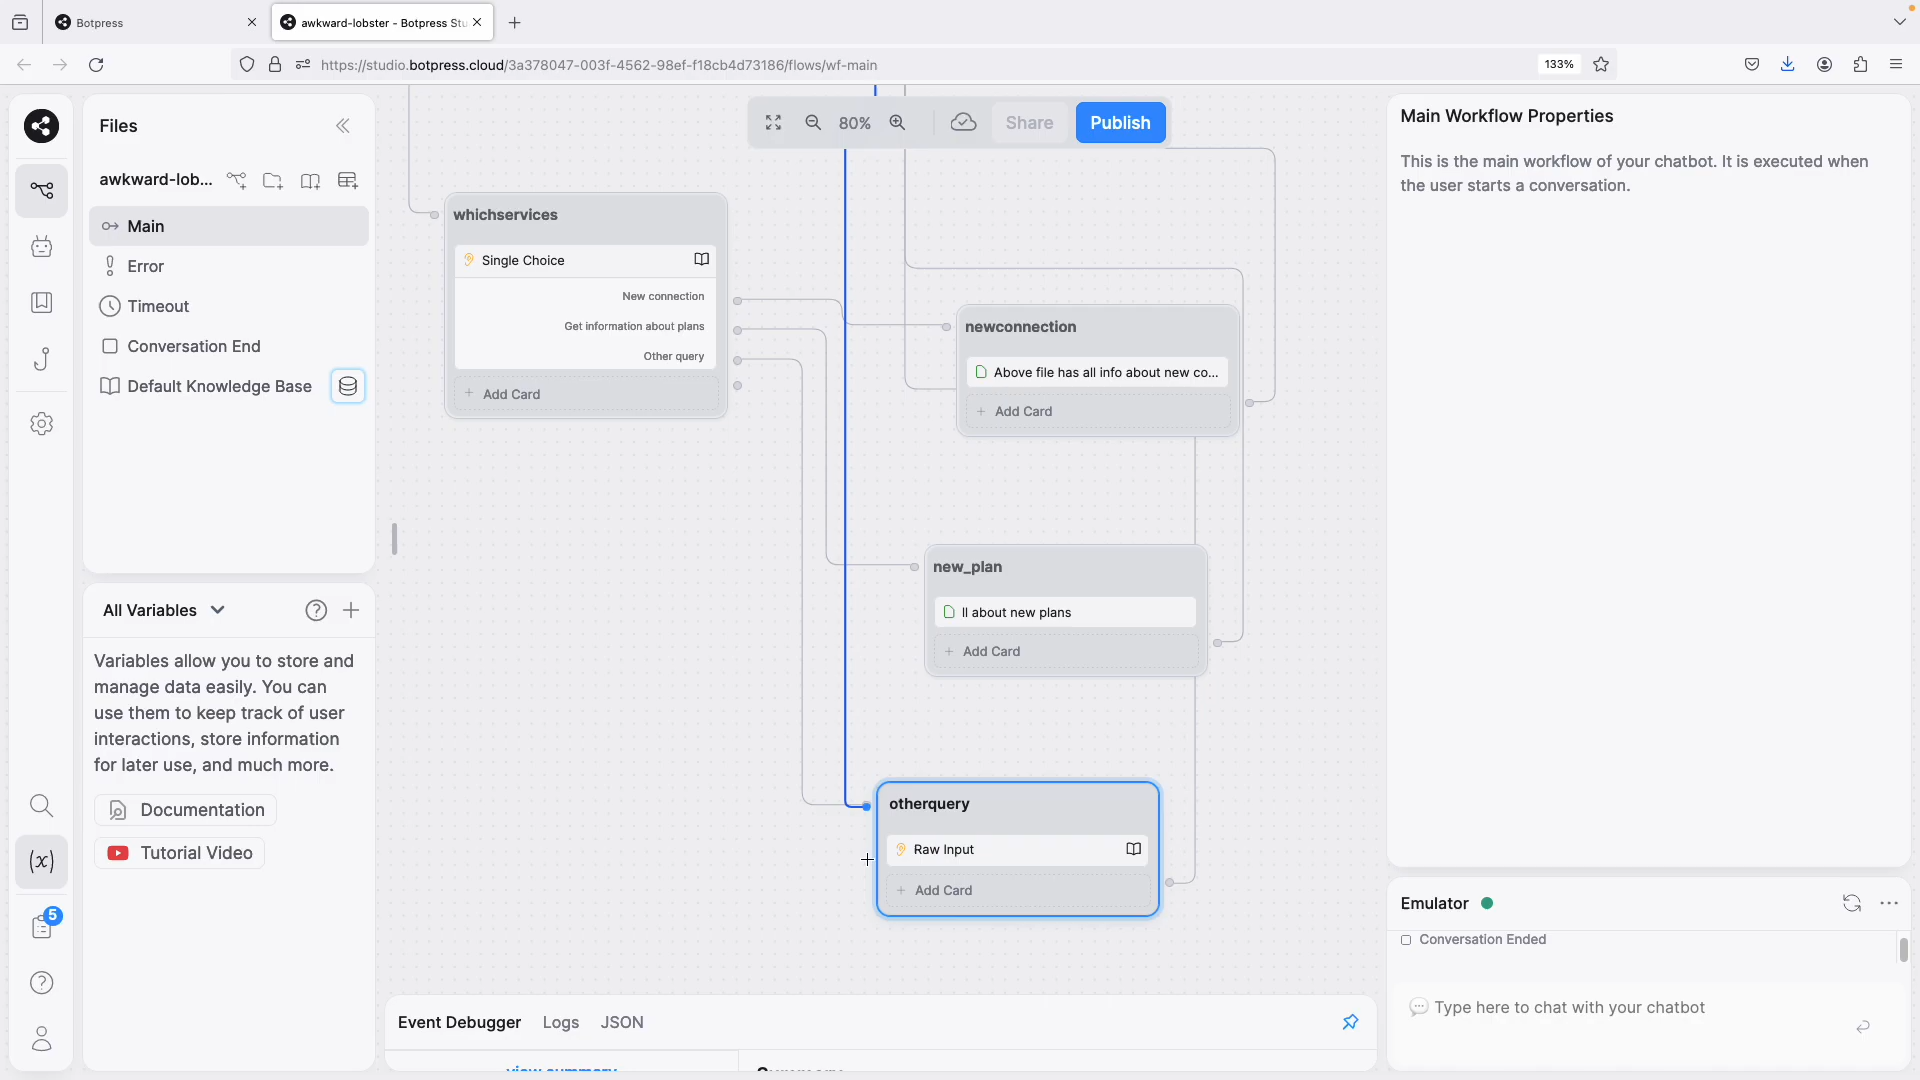 Botpress
awkward-lobster - Botpress Stu
https://studio.botpress.cloud/3a378047-003f-4562-98ef-f18cb4d73186/flows/wf-main
133%
Files
awkward-lob...
Main
Error
Timeout
Conversation End
Default Knowledge Base
All Variables
Variables allow you to store and
manage data easily. You can
use them to keep track of user
interactions, store information
for later use, and much more.
Documentation
Tutorial Video
(x)
5
80%
Share
Publish
whichservices
Single Choice
New connection
Get information about plans
Other query
Add Card
newconnection
Above file has all info about new co...
Add Card
new_plan
ll about new plans
Add Card
otherquery
Raw Input
Add Card
Event Debugger
Logs
JSON
view summary
Summary
Main Workflow Properties
This is the main workflow of your chatbot. It is executed when
the user starts a conversation.
Emulator
Conversation Ended
Type here to chat with your chatbot